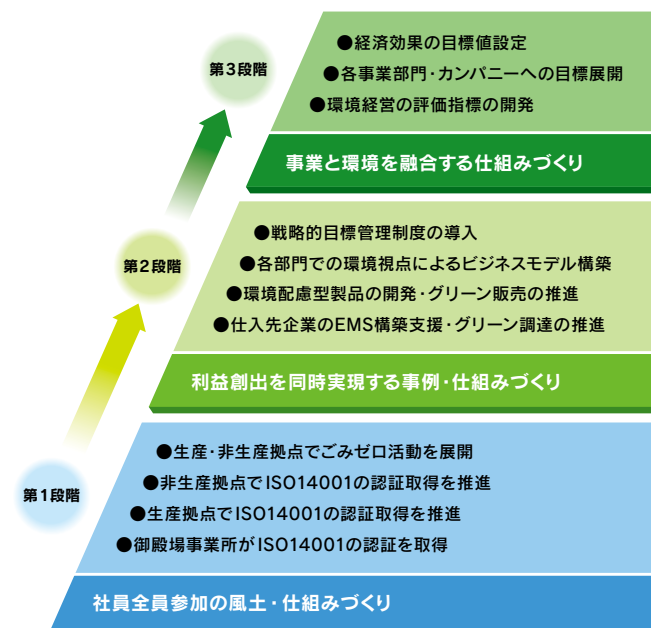 第3段階
●経済効果の目標値設定
●各事業部門・カンパニーへの目標展開
●環境経営の評価指標の開発
事業と環境を融合する仕組みづくり
第2段階
●戦略的目標管理制度の導入
●各部門での環境視点によるビジネスモデル構築
●環境配慮型製品の開発・グリーン販売の推進
●仕入先企業のEMS構築支援・グリーン調達の推進
利益創出を同時実現する事例・仕組みづくり
第1段階
●生産・非生産拠点でごみゼロ活動を展開
●非生産拠点でISO14001の認証取得を推進
●生産拠点でISO14001の認証取得を推進
●御殿場事業所がISO14001の認証を取得
社員全員参加の風土・仕組みづくり